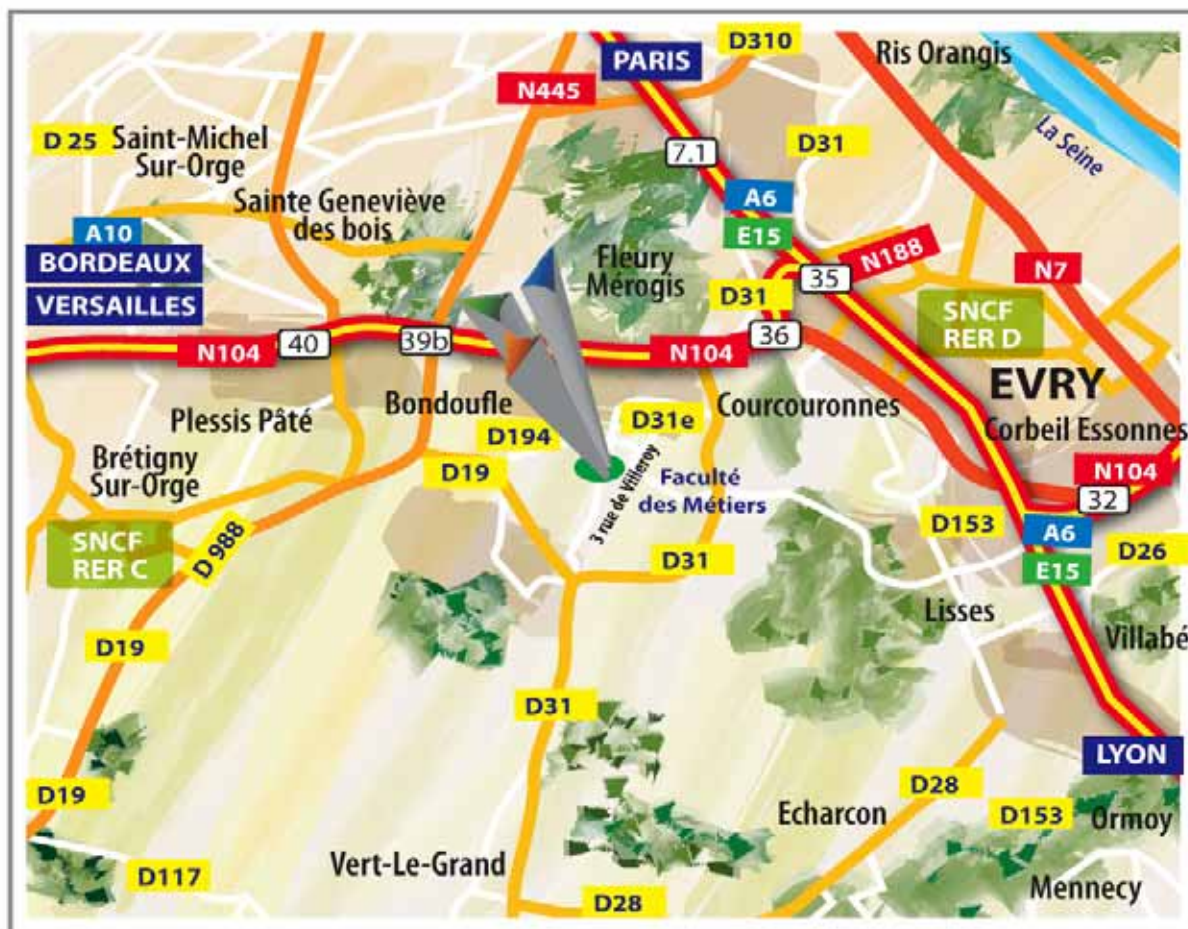 D310
PARIS
Ris Orangis
N445
D 25
Saint-Michel
Sur-Orge
7.1
D31
La Seine
Sainte Geneviève
des bois
A6
E15
A10
BORDEAUX
VERSAILLES
Fleury
Mérogis
N188
N7
35
D31
SNCF
RER D
N104
40
39b
N104
36
EVRY
Plessis Pâté
Bondoufle
D31e
Courcouronnes
Corbeil Essonnes
D194
Brétigny
Sur-Orge
D19
3 rue de Villeroy
Faculté
des Métiers
N104
32
SNCF
RER C
D 988
D153
A6
E15
D26
D31
Lisses
D19
Villabé
D31
LYON
D19
D28
Echarcon
D153
Ormoy
D117
Vert-Le-Grand
D28
Mennecy